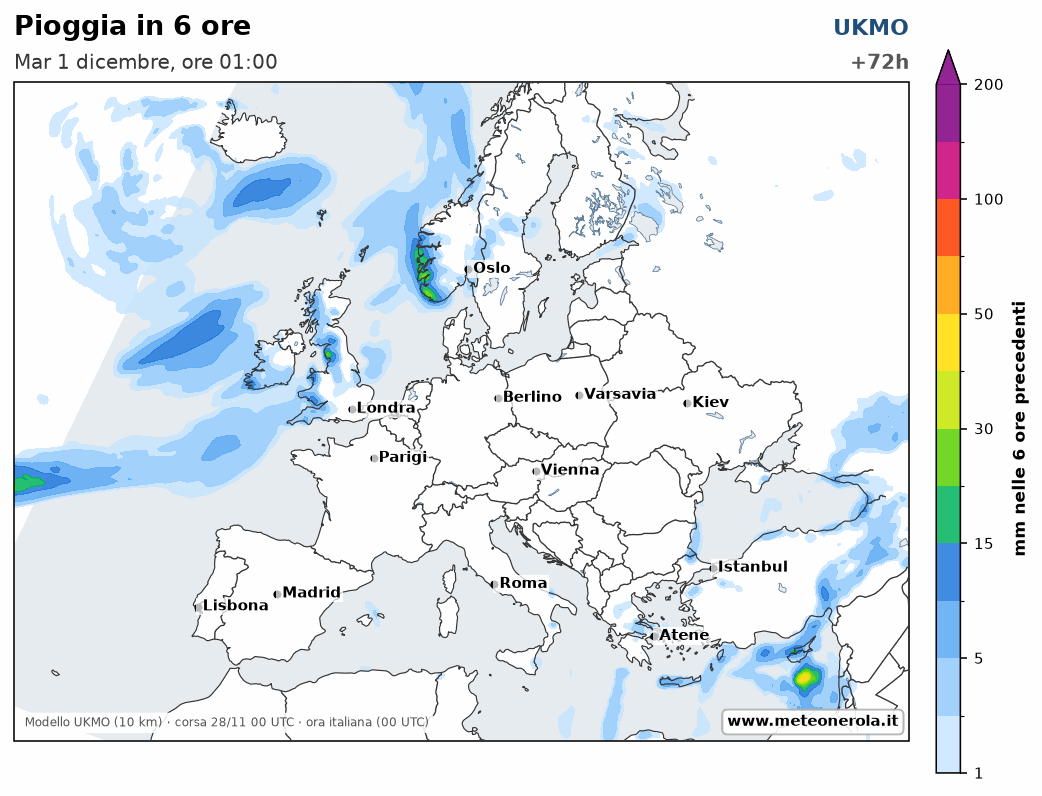 Pioggia in 6 ore
UKMO
Mar 1 dicembre, ore 01:00
+72h
200
100
50
30
15
5
1
mm nelle 6 ore precedenti
Oslo
Londra
Berlino
Varsavia
Kiev
Parigi
Vienna
Istanbul
Roma
Madrid
Lisbona
Atene
Modello UKMO (10 km) · corsa 28/11 00 UTC · ora italiana (00 UTC)
www.meteonerola.it